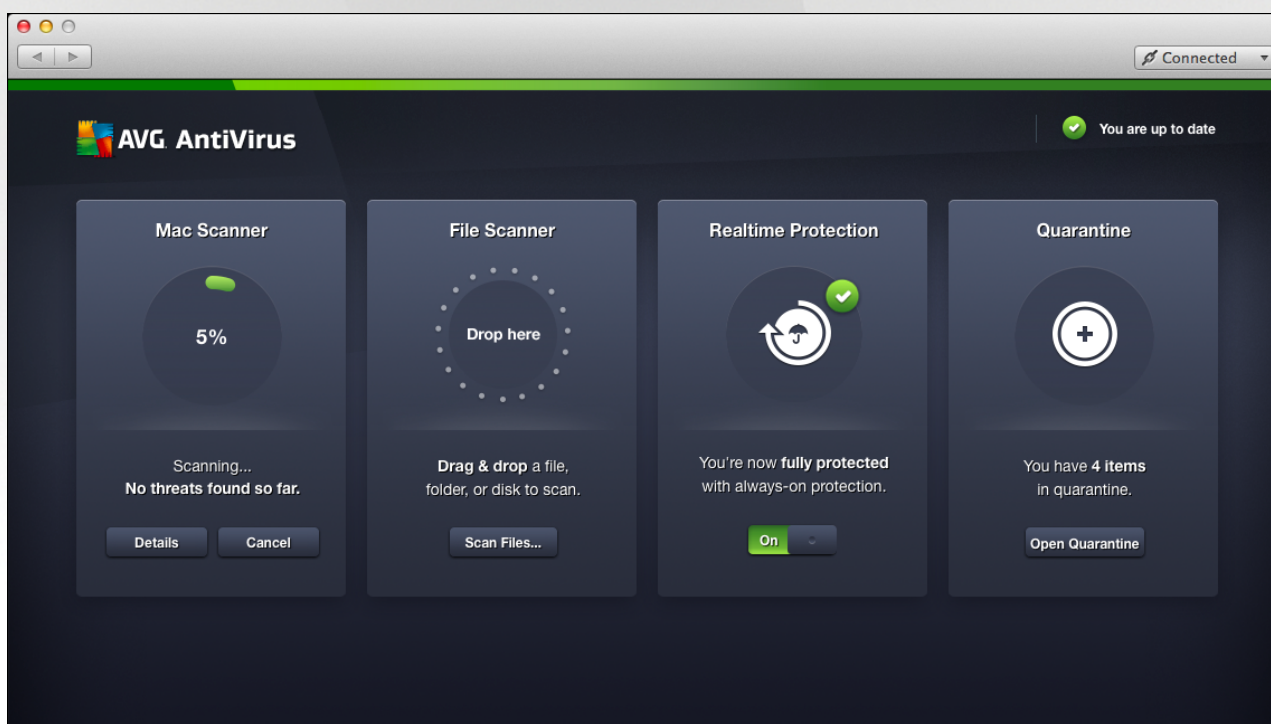 Connected
AVG AntiVirus
You are up to date
Mac Scanner
5%
Scanning...
No threats found so far.
Details
Cancel
File Scanner
Drop here
Drag & drop a file,
folder, or disk to scan.
Scan Files...
Realtime Protection
You're now fully protected
with always-on protection.
On
Quarantine
You have 4 items
in quarantine.
Open Quarantine